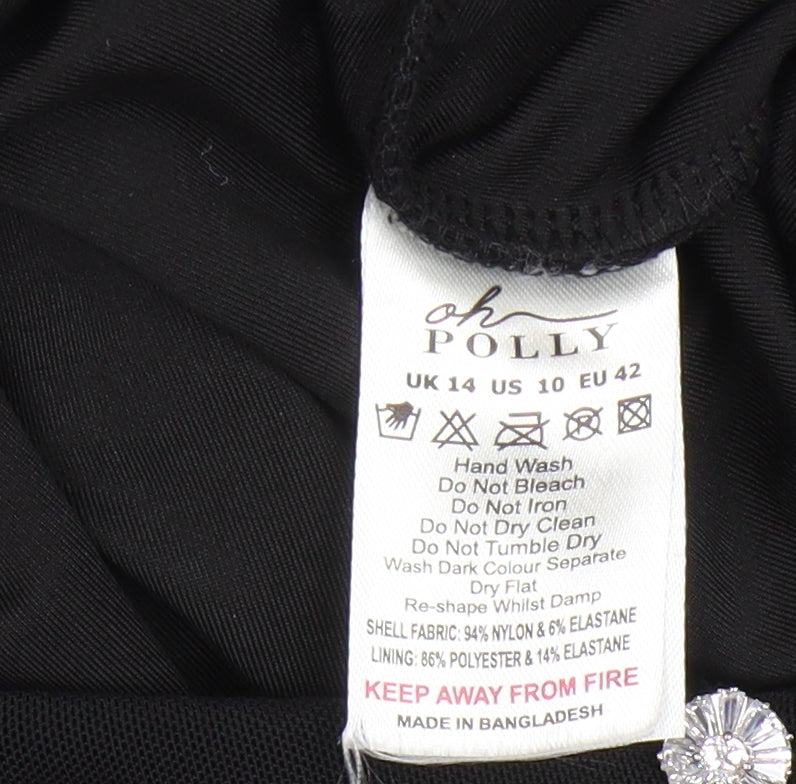 oh
POLLY
UK 14 US 10 EU 42
Hand Wash
Do Not Bleach
Do Not Iron
Do Not Dry Clean
Do Not Tumble Dry
Wash Dark Colour Separate
Dry Flat
Re-shape Whilst Damp
SHELL FABRIC: 94% NYLON & 6% ELASTANE
LINING: 86% POLYESTER & 14% ELASTANE
KEEP AWAY FROM FIRE
MADE IN BANGLADESH